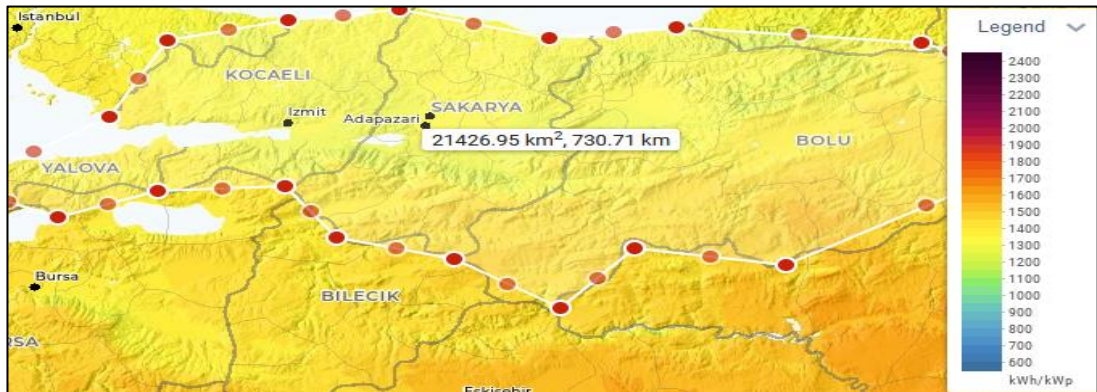 Istanbul
KOCAELI
Izmit
SAKARYA
Adapazari
21426.95 km², 730.71 km
BOLU
YALOVA
Bursa
BILECIK
RSA
Eskisehir
Legend
2400
2200
2100
2000
1900
1800
1700
1600
1500
1400
1300
1200
1100
1000
900
800
700
600
kWh/kWp